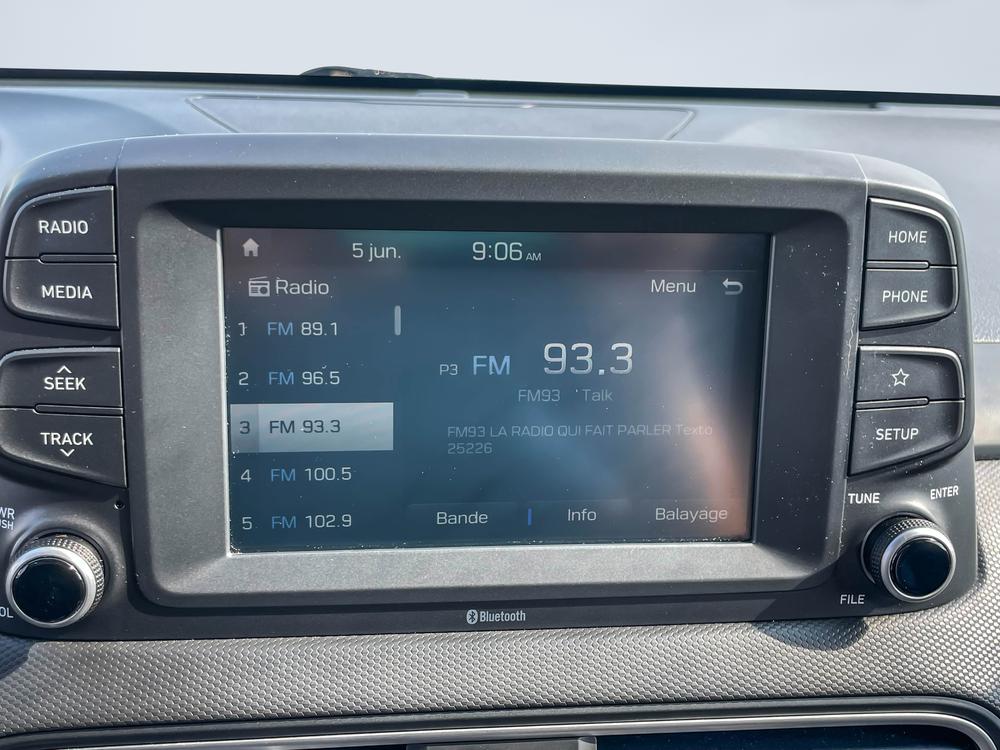 5 jun. 9:06 AM
RADIO
HOME
Radio
Menu
MEDIA
PHONE
1 FM 89.1
2 FM 96.5
3 FM 93.3
4 FM 100.5
5 FM 102.9
P3 FM 93.3
FM93 Talk
FM93 LA RADIO QUI FAIT PARLER Texto
25226
Bande
Info
Balayage
SEEK
TRACK
SETUP
TUNE
ENTER
FILE
Bluetooth